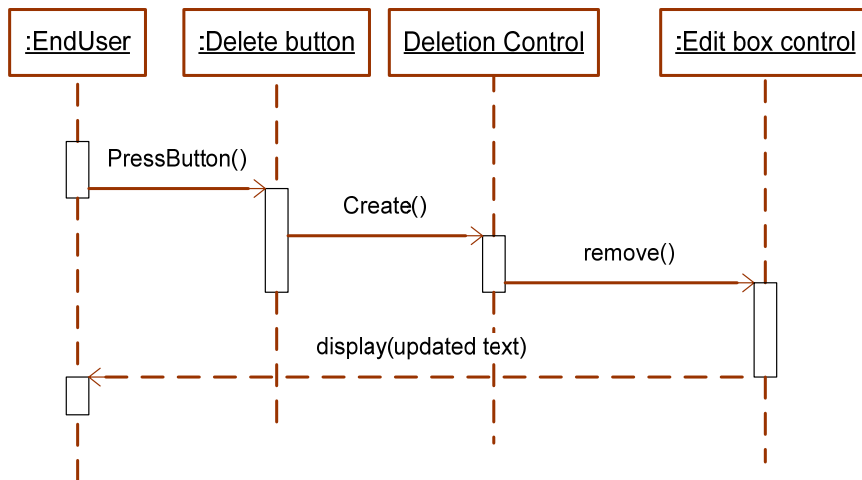 :EndUser
:Delete button
Deletion Control
:Edit box control
PressButton()
Create()
remove()
display(updated text)